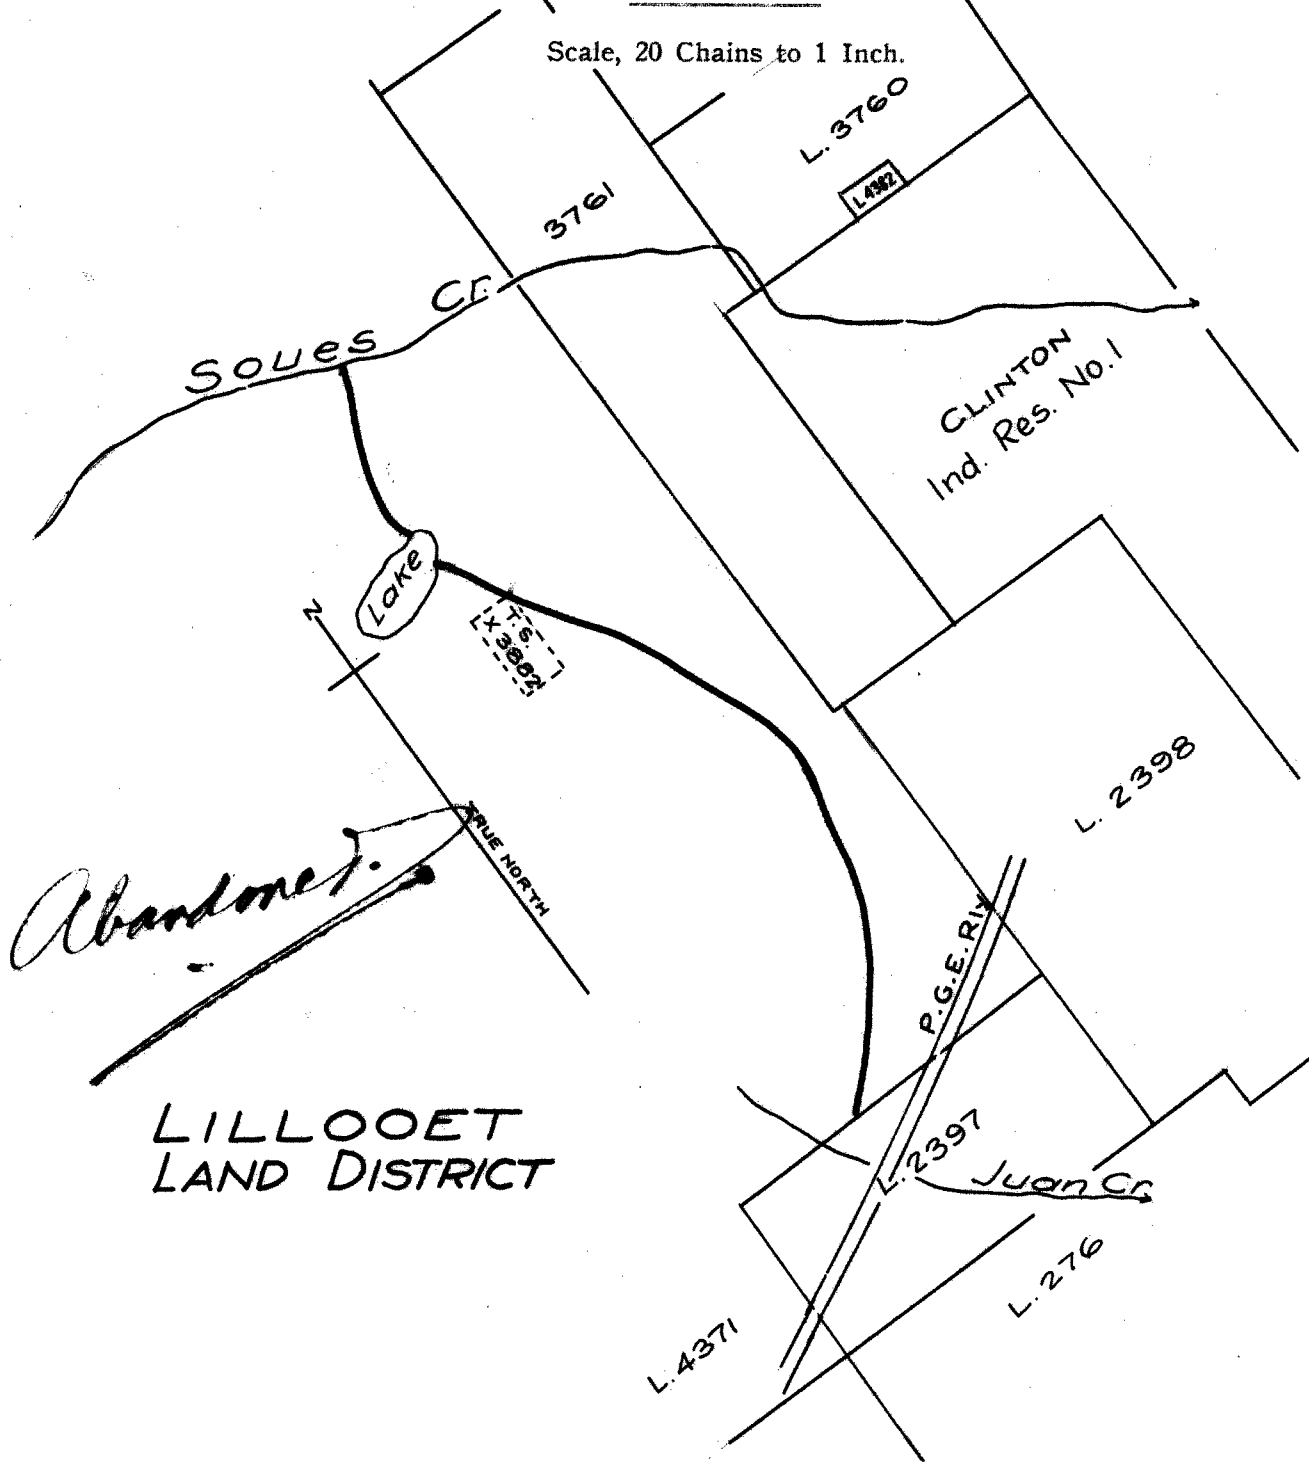 Scale, 20 Chains to 1 Inch.
L. 3760
L 4382
3761
Soues Cr.
CLINTON
Ind. Res. No. 1
Lake
N
T.S.
X 3882
L. 2398
TRUE NORTH
Abandoned.
P.G.E. Rly
LILLOOET
LAND DISTRICT
L. 2397
Juan Cr.
L. 276
L. 4371